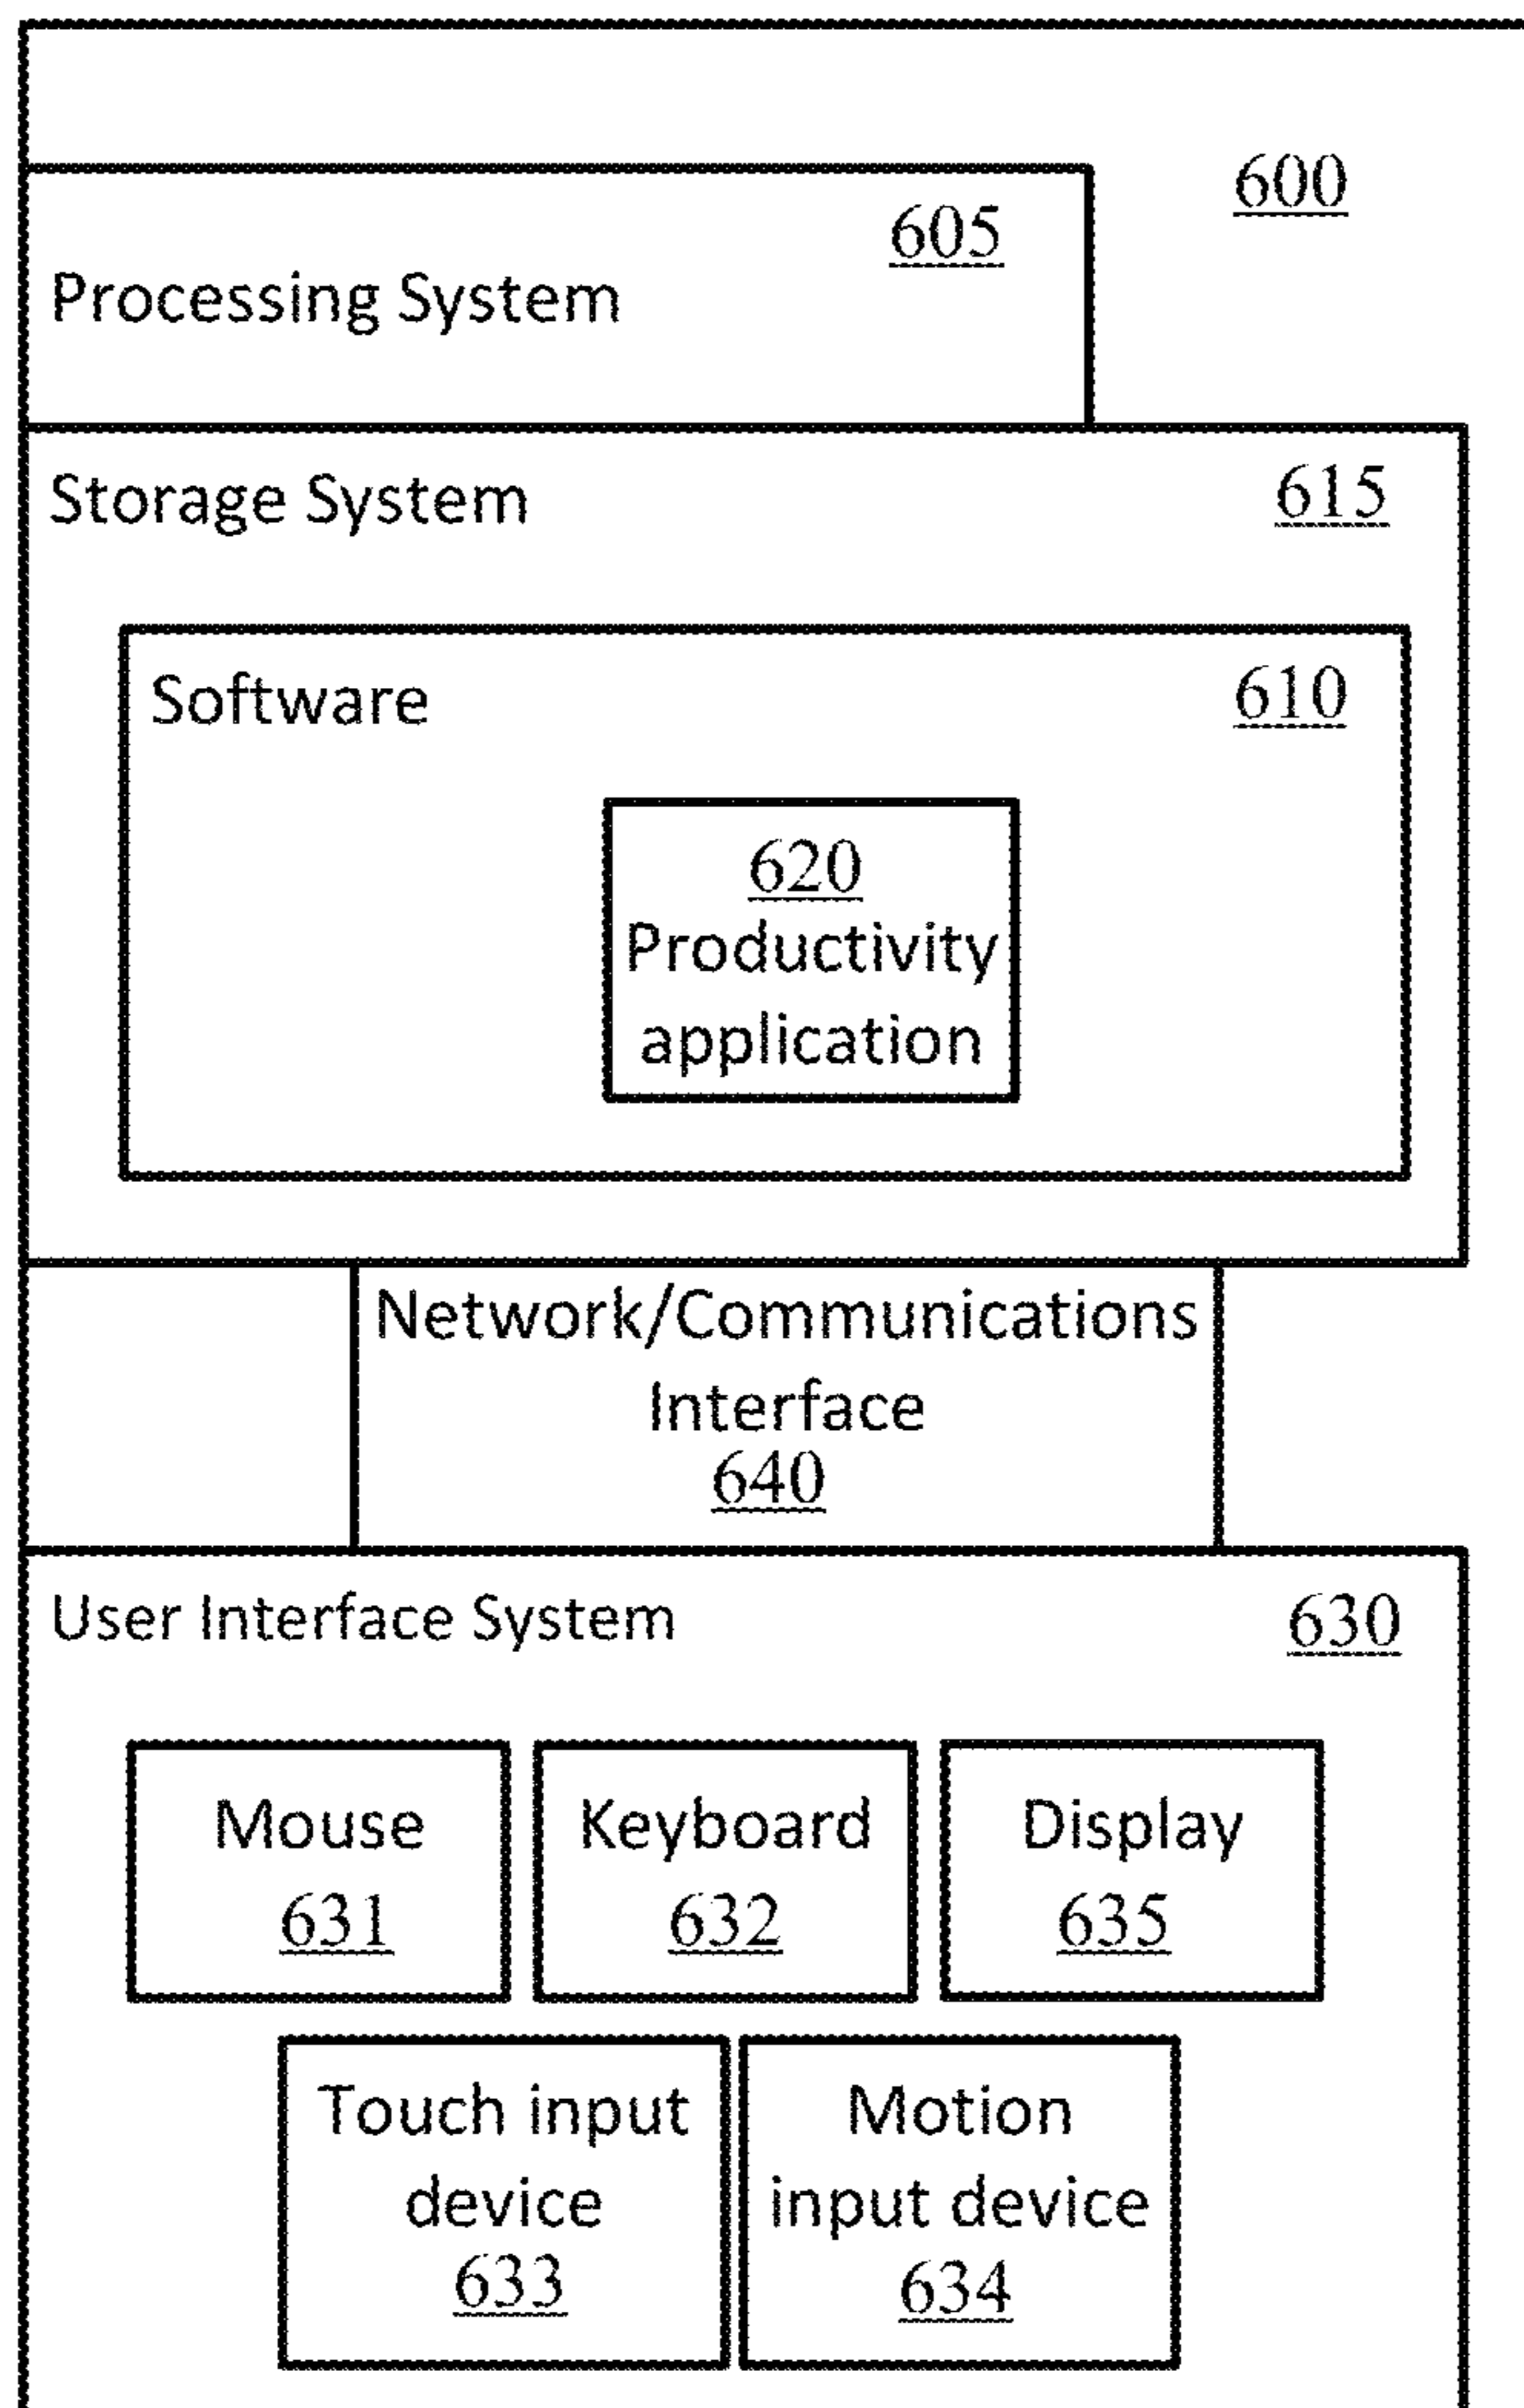 600
605
Processing System
Storage System 615
Software 610
620
Productivity
application
Network/Communications
Interface
640
User Interface System 630
Mouse
631
Keyboard
632
Display
635
Touch input
device
633
Motion
input device
634